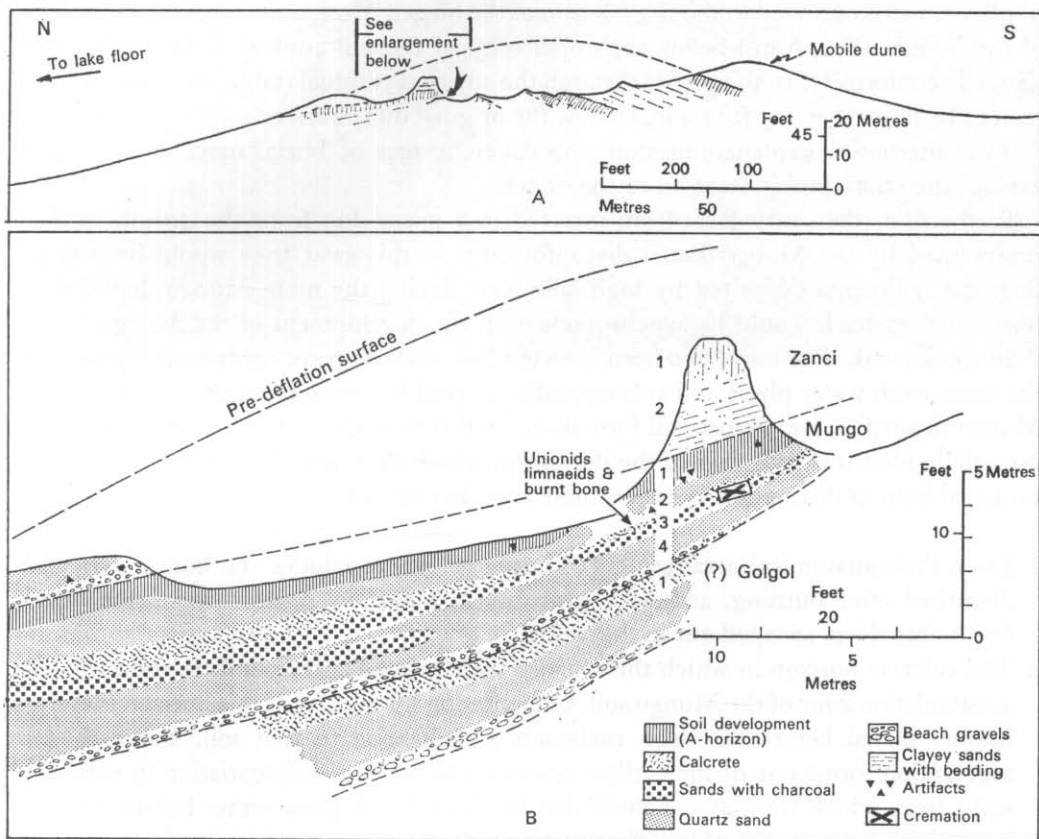 N
S
To lake floor
See
enlargement
below
Mobile dune
Feet
20 Metres
45
10
0
Feet 200 100
Metres 50
A
Pre-deflation surface
1
Zanci
2
Mungo
Unionids
limnaeids &
burnt bone
1
2
3
4
1
(?) Golgol
Feet
5 Metres
10
0
Feet
20
10 5
Metres
Soil development
(A-horizon)
Calcrete
Sands with charcoal
Quartz sand
Beach gravels
Clayey sands
with bedding
Artifacts
Cremation
B